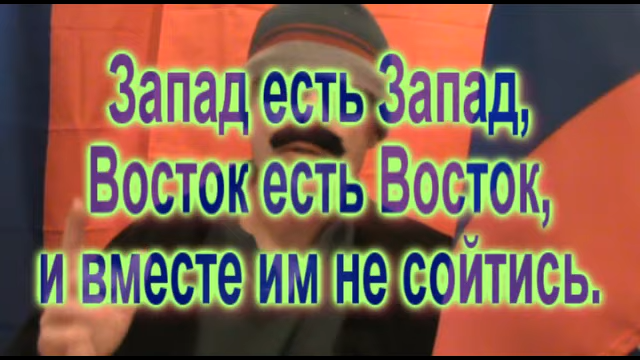 Запад есть Запад,
Восток есть Восток,
и вместе им не сойтись.